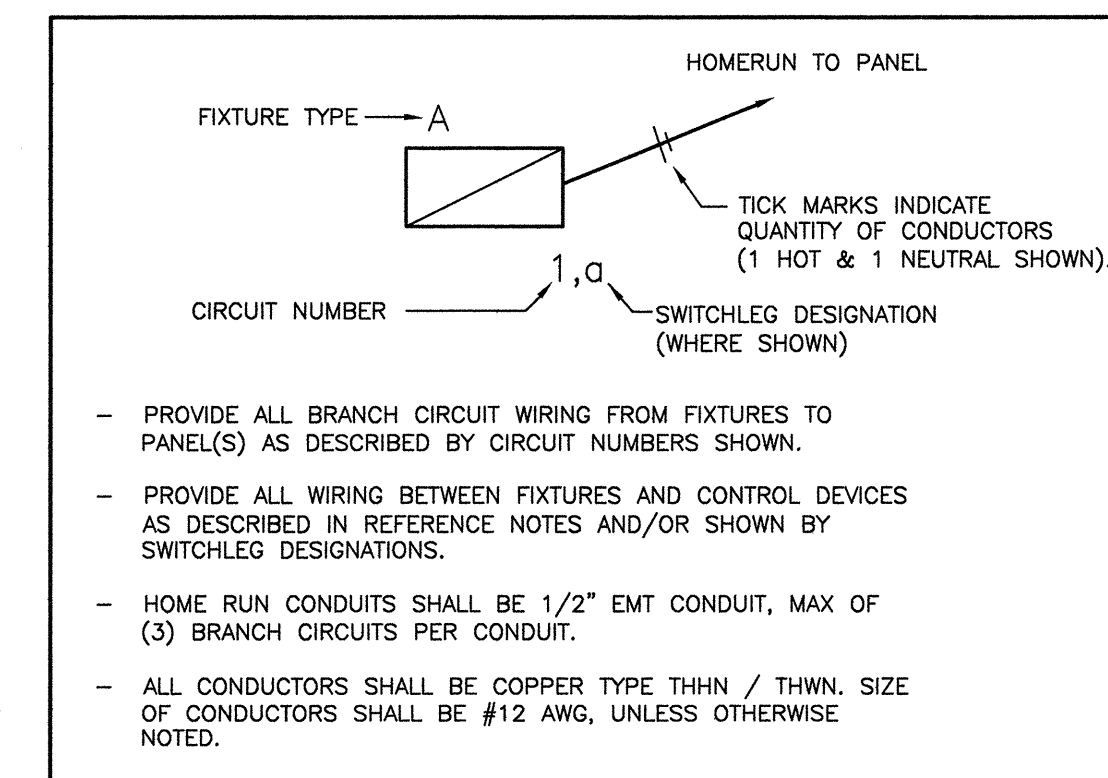 HOMERUN TO PANEL
FIXTURE TYPE A
TICK MARKS INDICATE
QUANTITY OF CONDUCTORS
(1 HOT & 1 NEUTRAL SHOWN).
1,a
CIRCUIT NUMBER
SWITCHLEG DESIGNATION
(WHERE SHOWN)
– PROVIDE ALL BRANCH CIRCUIT WIRING FROM FIXTURES TO
PANEL(S) AS DESCRIBED BY CIRCUIT NUMBERS SHOWN.
– PROVIDE ALL WIRING BETWEEN FIXTURES AND CONTROL DEVICES
AS DESCRIBED IN REFERENCE NOTES AND/OR SHOWN BY
SWITCHLEG DESIGNATIONS.
– HOME RUN CONDUITS SHALL BE 1/2" EMT CONDUIT, MAX OF
(3) BRANCH CIRCUITS PER CONDUIT.
– ALL CONDUCTORS SHALL BE COPPER TYPE THHN / THWN. SIZE
OF CONDUCTORS SHALL BE #12 AWG, UNLESS OTHERWISE
NOTED.